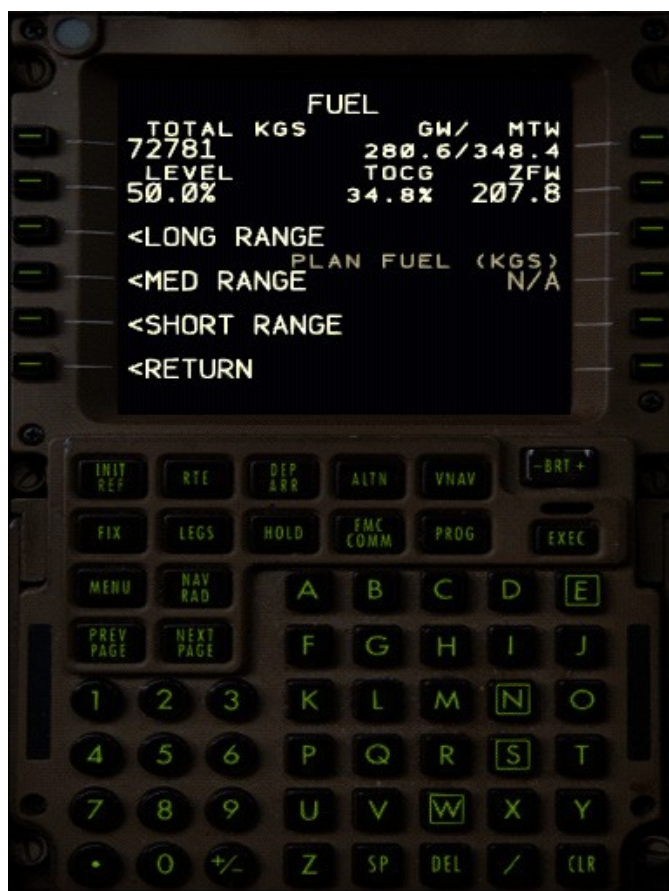 FUEL
TOTAL KGS GW/ MTW
72781 280.6/348.4
LEVEL TOCG ZFW
50.0% 34.8% 207.8
<LONG RANGE
PLAN FUEL (KGS)
<MED RANGE N/A
<SHORT RANGE
<RETURN
-BRT+
INIT REF RTE DEP ARR ALTN VNAV
FIX LEGS HOLD FMC COMM PROG EXEC
MENU NAV RAD A B C D E
PREV PAGE NEXT PAGE F G H I J
1 2 3 K L M N O
4 5 6 P Q R S T
7 8 9 U V W X Y
. 0 +/- Z SP DEL / CLR